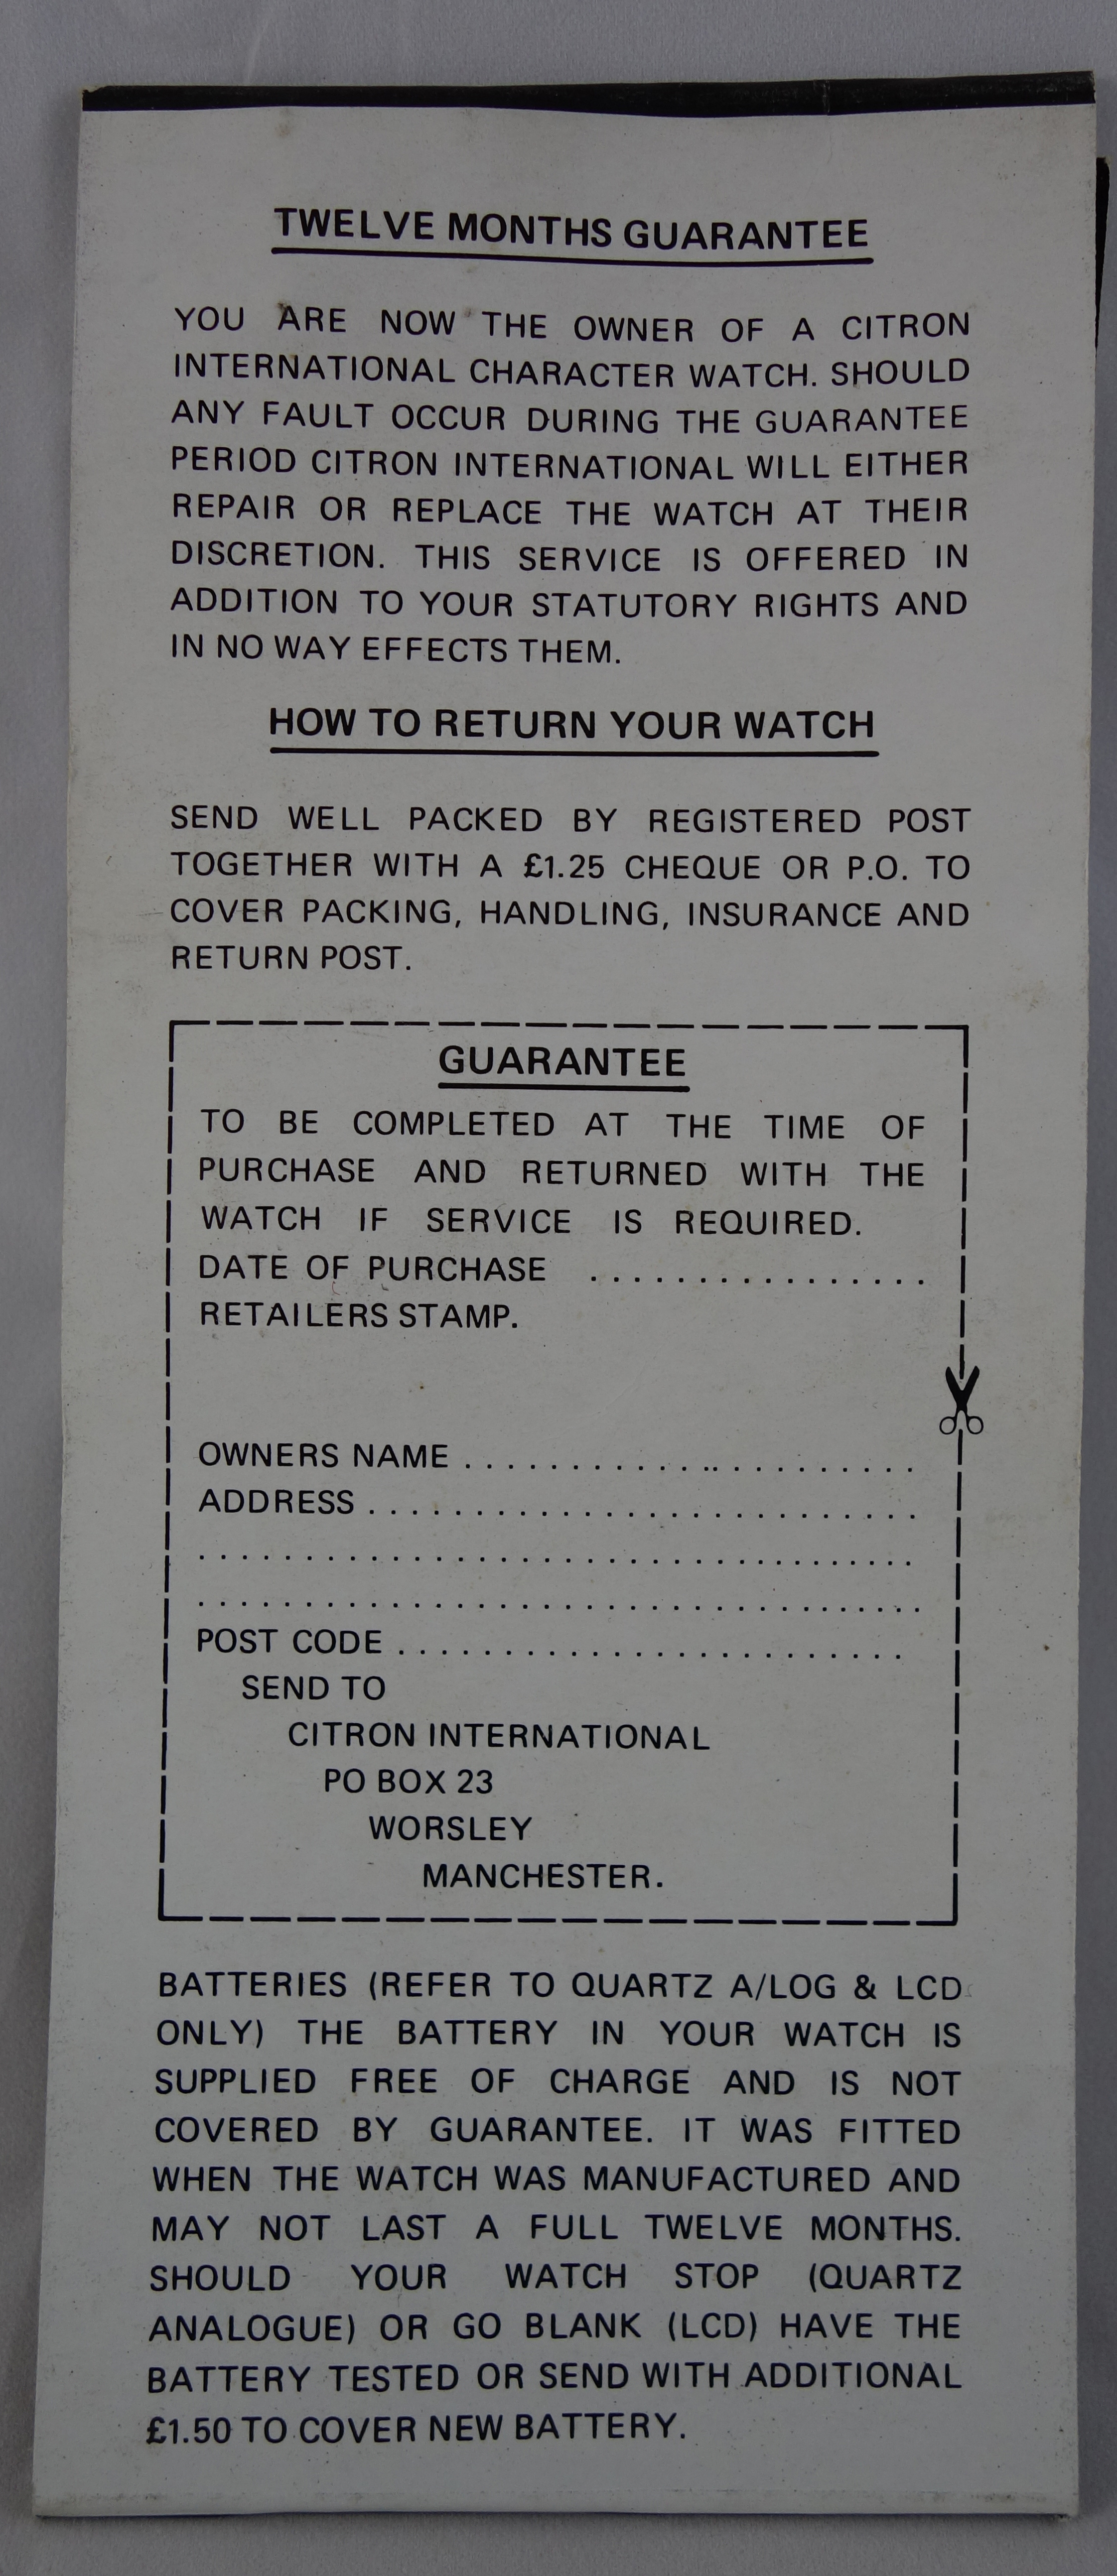 TWELVE MONTHS GUARANTEE
YOU ARE NOW THE OWNER OF A CITRON
INTERNATIONAL CHARACTER WATCH. SHOULD
ANY FAULT OCCUR DURING THE GUARANTEE
PERIOD CITRON INTERNATIONAL WILL EITHER
REPAIR OR REPLACE THE WATCH AT THEIR
DISCRETION. THIS SERVICE IS OFFERED IN
ADDITION TO YOUR STATUTORY RIGHTS AND
IN NO WAY EFFECTS THEM.
HOW TO RETURN YOUR WATCH
SEND WELL PACKED BY REGISTERED POST
TOGETHER WITH A £1.25 CHEQUE OR P.O. TO
COVER PACKING, HANDLING, INSURANCE AND
RETURN POST.
GUARANTEE
TO BE COMPLETED AT THE TIME OF
PURCHASE AND RETURNED WITH THE
WATCH IF SERVICE IS REQUIRED.
DATE OF PURCHASE ................
RETAILERS STAMP.
OWNERS NAME ......................
ADDRESS ..........................
..................................
..................................
POST CODE ........................
SEND TO
CITRON INTERNATIONAL
PO BOX 23
WORSLEY
MANCHESTER.
BATTERIES (REFER TO QUARTZ A/LOG & LCD
ONLY) THE BATTERY IN YOUR WATCH IS
SUPPLIED FREE OF CHARGE AND IS NOT
COVERED BY GUARANTEE. IT WAS FITTED
WHEN THE WATCH WAS MANUFACTURED AND
MAY NOT LAST A FULL TWELVE MONTHS.
SHOULD YOUR WATCH STOP (QUARTZ
ANALOGUE) OR GO BLANK (LCD) HAVE THE
BATTERY TESTED OR SEND WITH ADDITIONAL
£1.50 TO COVER NEW BATTERY.